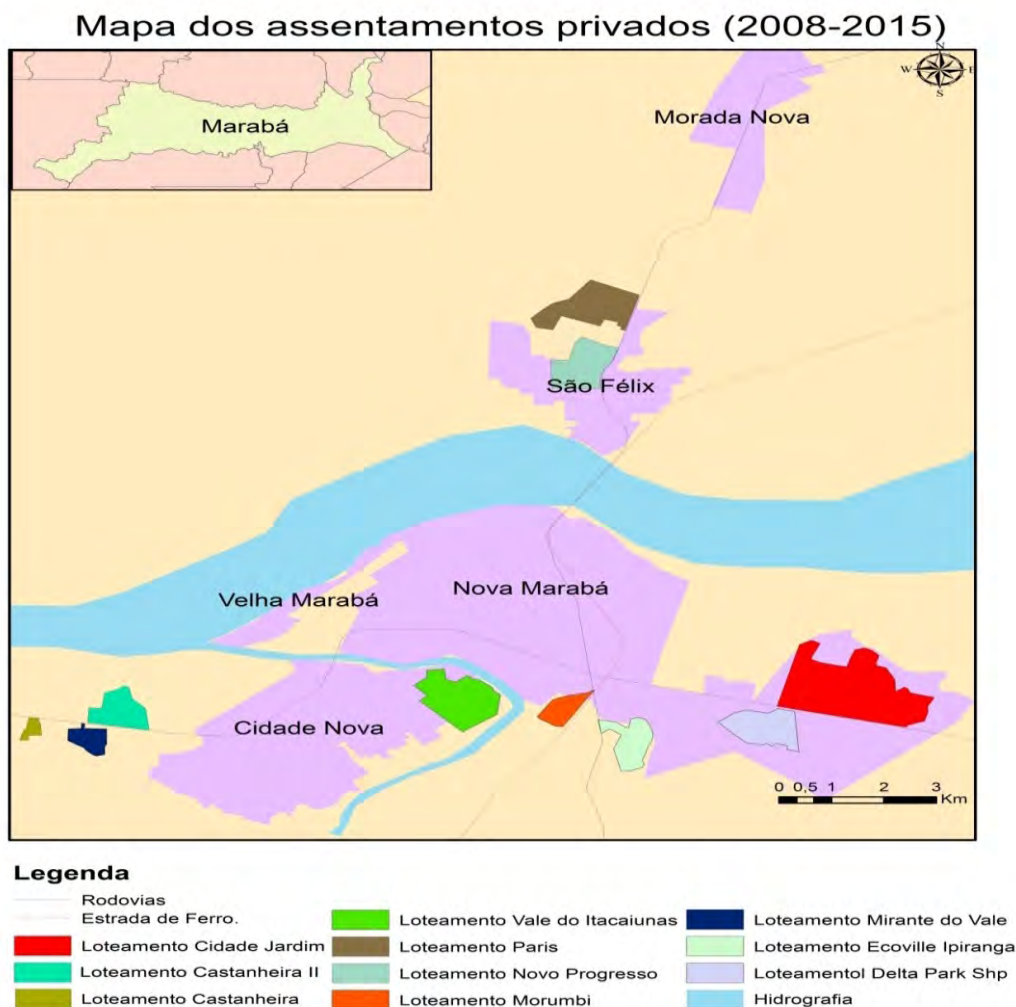 Mapa dos assentamentos privados (2008-2015)
N
W E
S
Marabá
Morada Nova
São Félix
Nova Marabá
Velha Marabá
Cidade Nova
0 0,5 1 2 3
Km
Legenda
Rodovias
Estrada de Ferro.
Loteamento Cidade Jardim
Loteamento Castanheira II
Loteamento Castanheira
Loteamento Vale do Itacaiunas
Loteamento Paris
Loteamento Novo Progresso
Loteamento Morumbi
Loteamento Mirante do Vale
Loteamento Ecoville Ipiranga
Loteamentol Delta Park Shp
Hidrografia